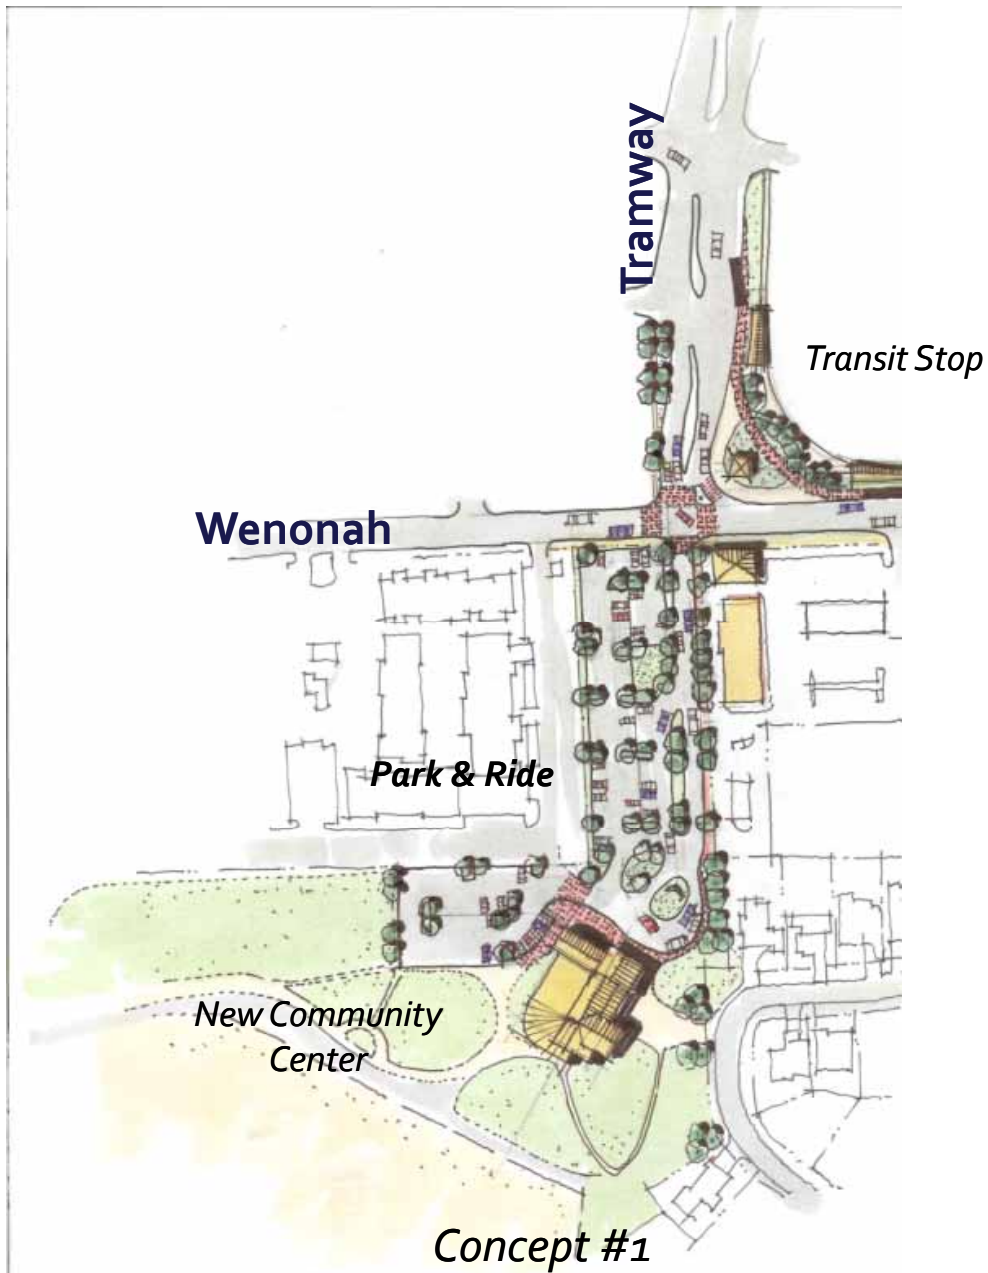 Tramway
Transit Stop
Wenonah
Park & Ride
New Community
Center
Concept #1